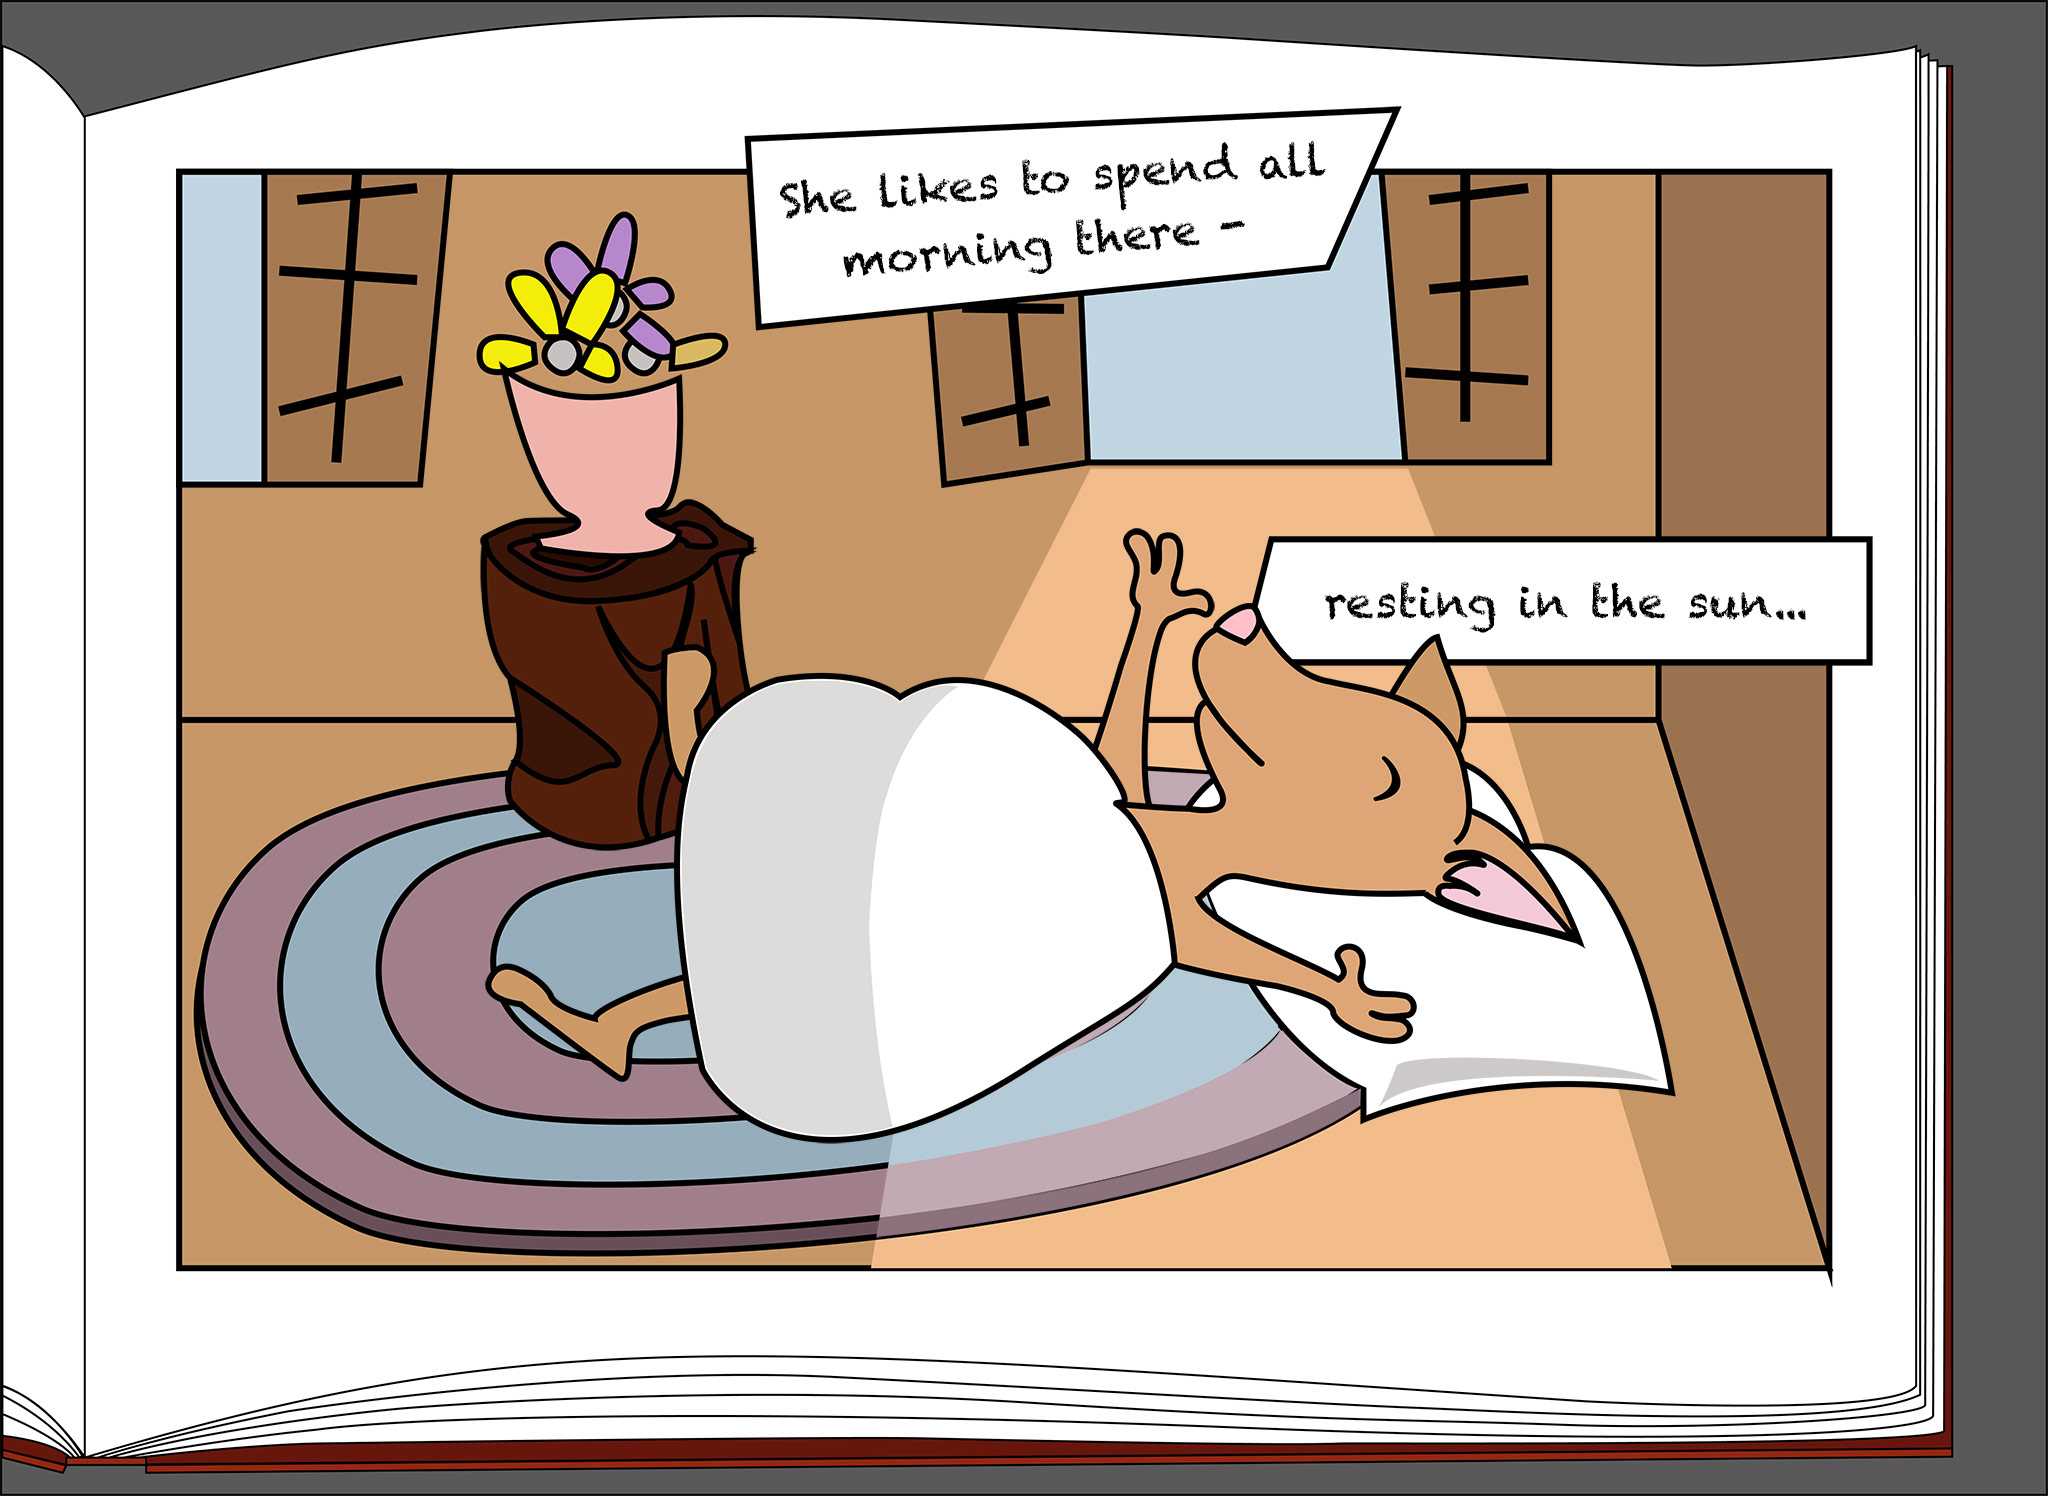 She likes to spend all
morning there -
resting in the sun...